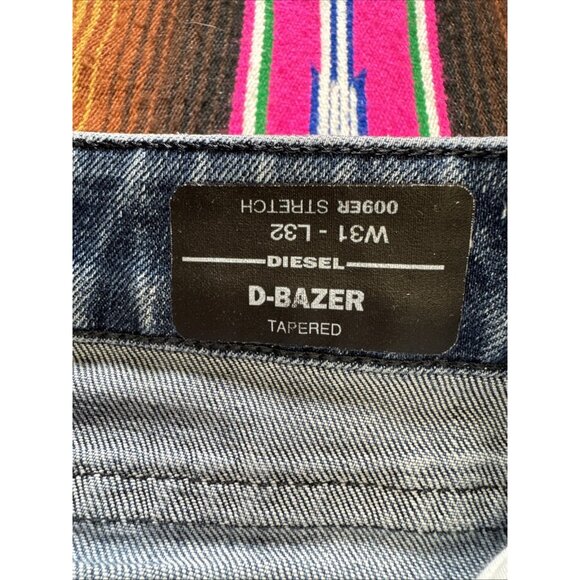 009ER STRETCH
W31 - L32
DIESEL
D-BAZER
TAPERED